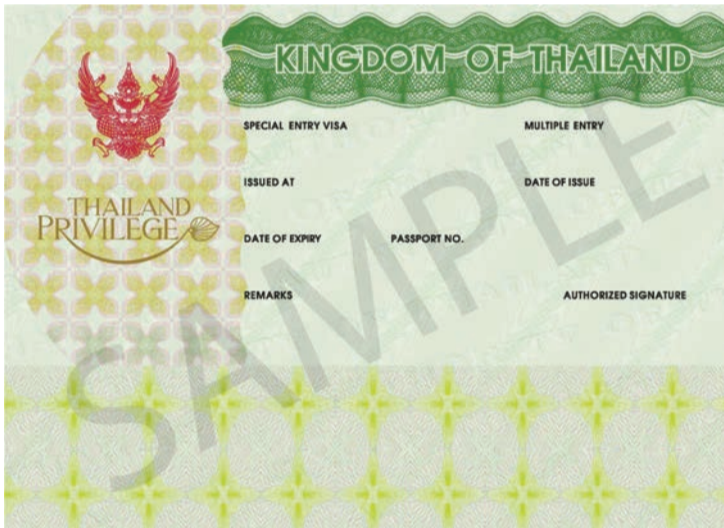 KINGDOM OF THAILAND
SPECIAL ENTRY VISA MULTIPLE ENTRY
ISSUED AT DATE OF ISSUE
THAILAND
PRIVILEGE
DATE OF EXPIRY PASSPORT NO.
REMARKS AUTHORIZED SIGNATURE
SAMPLE